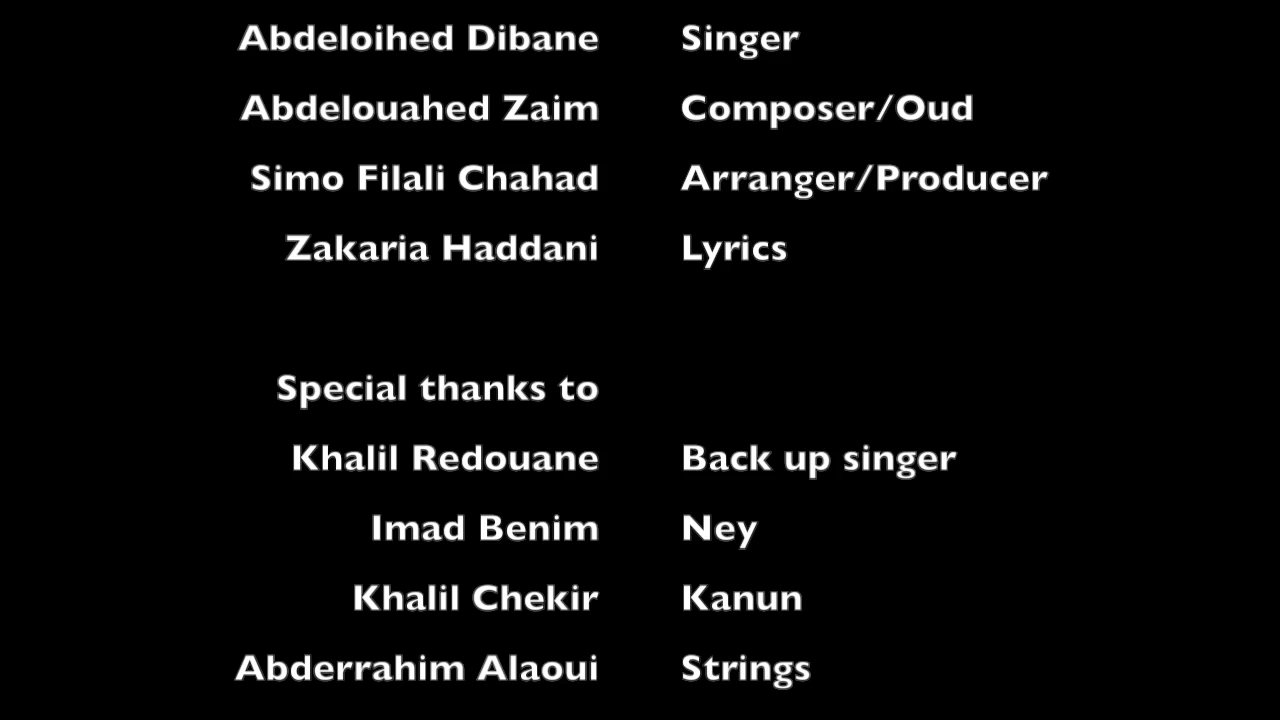 Abdeloihed Dibane Singer
Abdelouahed Zaim Composer/Oud
Simo Filali Chahad Arranger/Producer
Zakaria Haddani Lyrics
Special thanks to
Khalil Redouane Back up singer
Imad Benim Ney
Khalil Chekir Kanun
Abderrahim Alaoui Strings